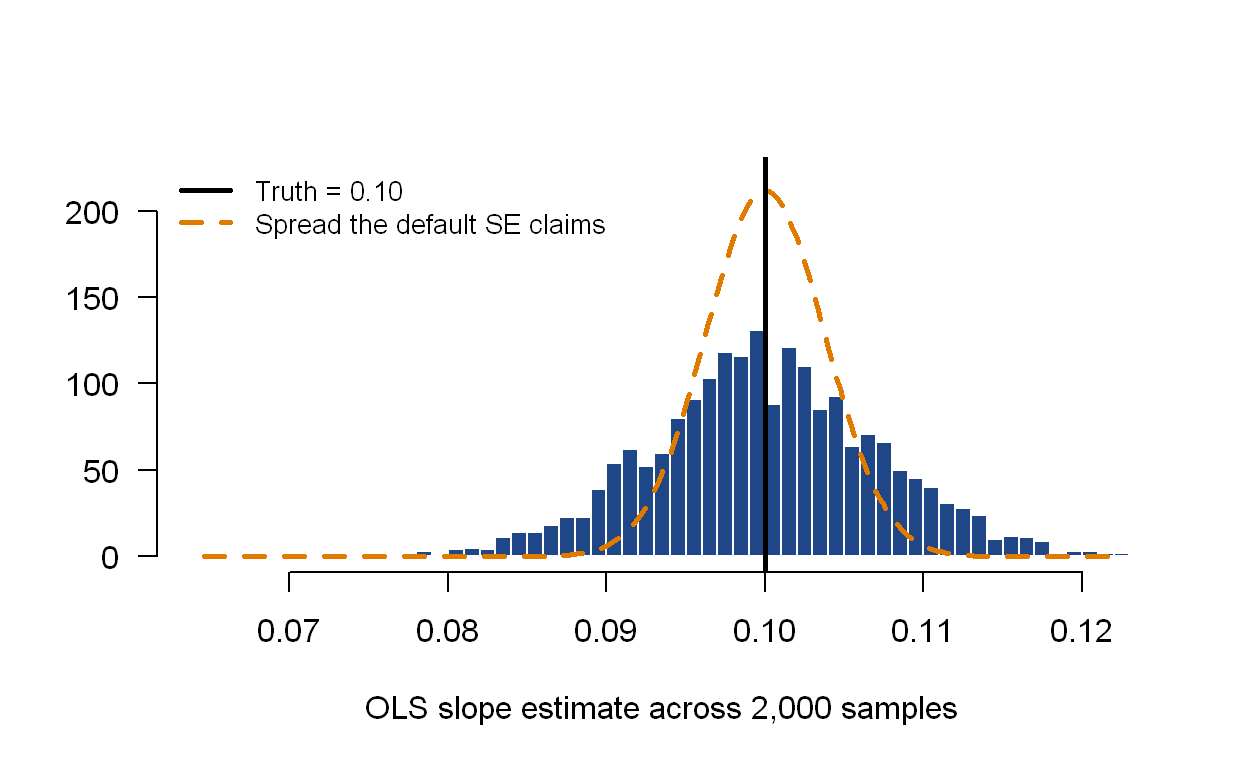 Truth = 0.10
Spread the default SE claims
200
150
100
50
0
0.07 0.08 0.09 0.10 0.11 0.12
OLS slope estimate across 2,000 samples